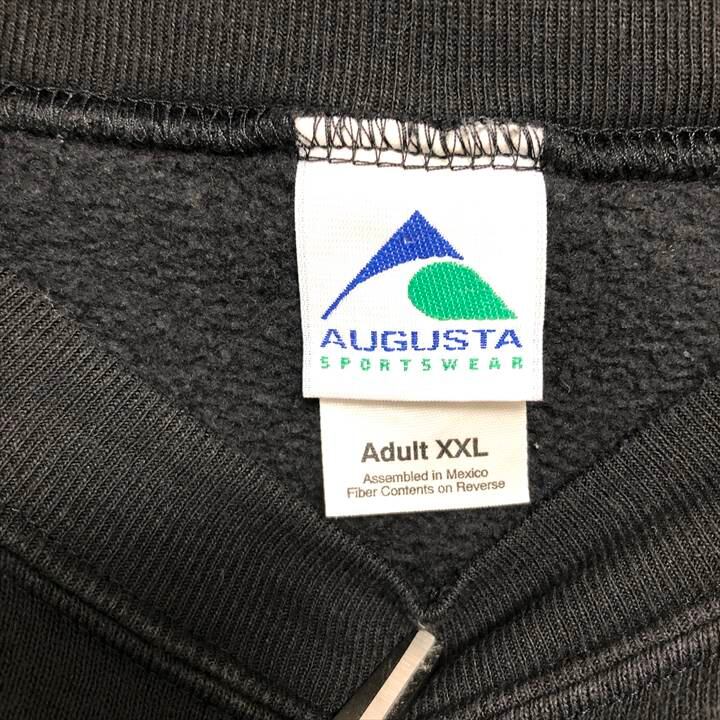 AUGUSTA
SPORTSWEAR
Adult XXL
Assembled in Mexico
Fiber Contents on Reverse